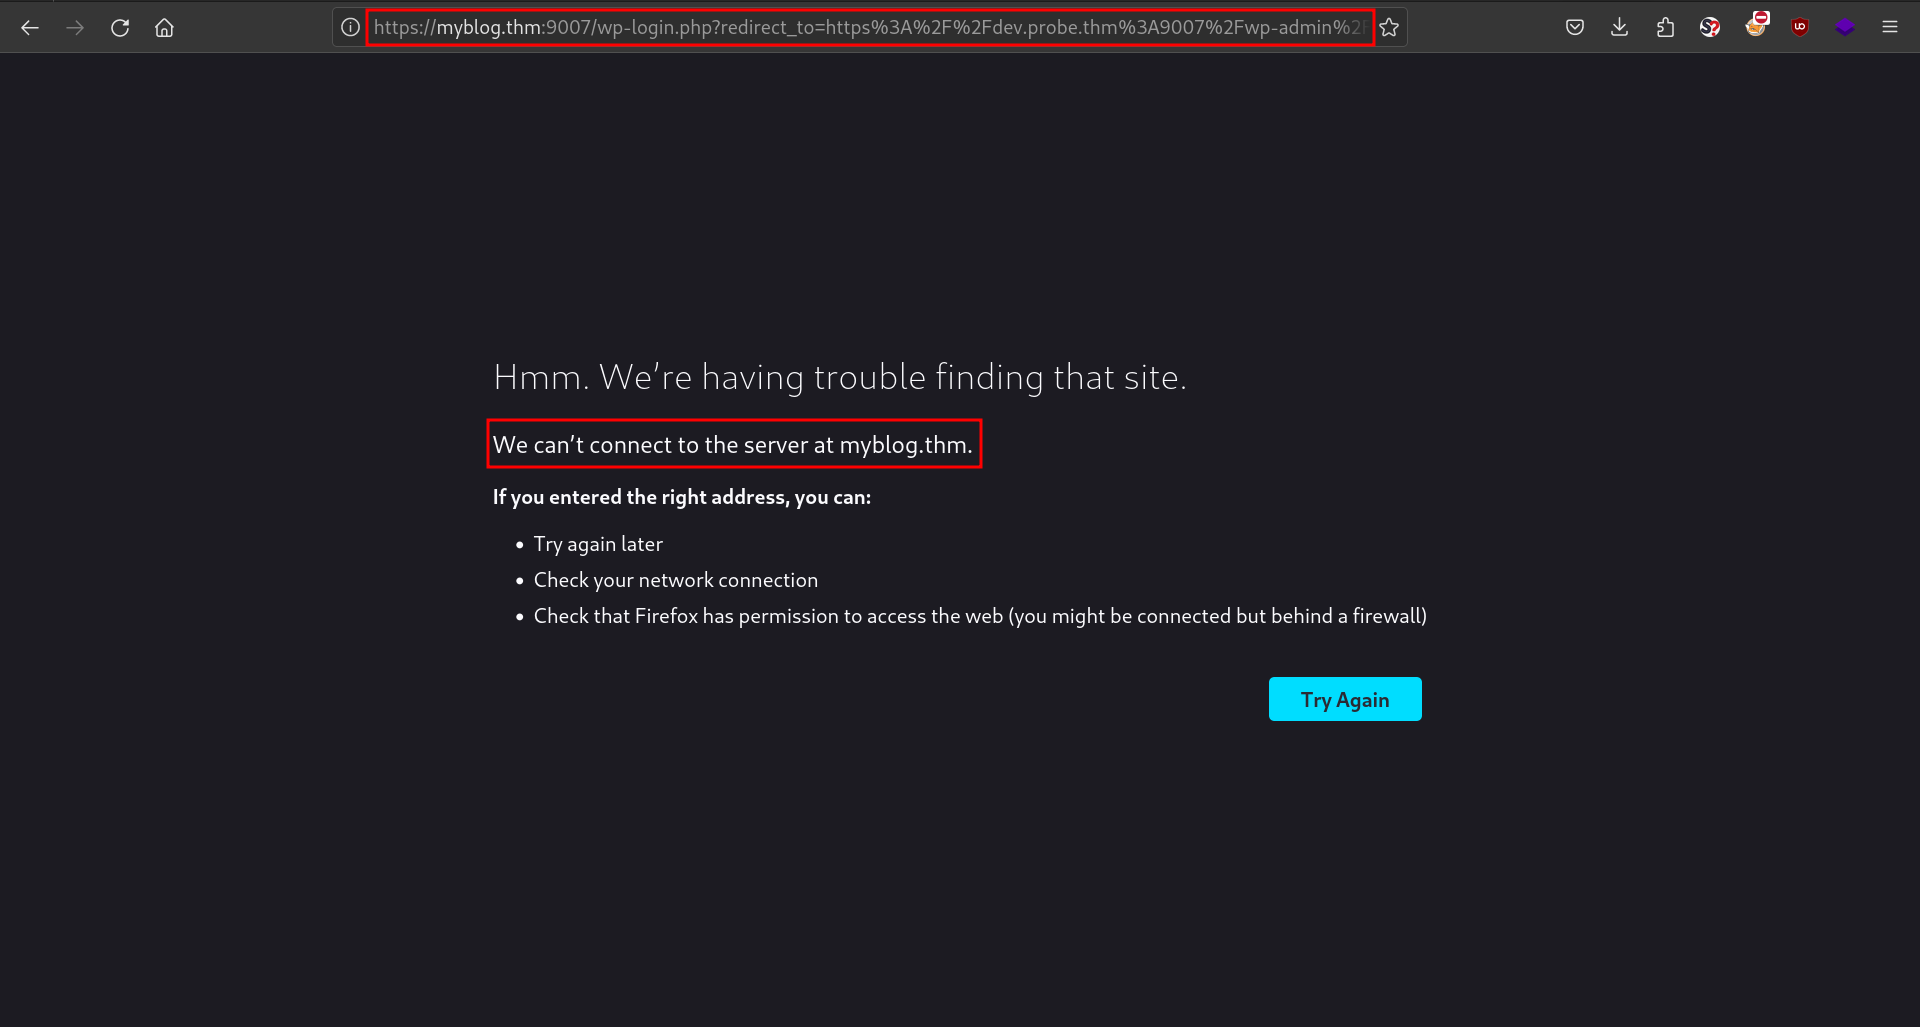 https://myblog.thm:9007/wp-login.php?redirect_to=https%3A%2F%2Fdev.probe.thm%3A9007%2Fwp-admin%2F
Hmm. We're having trouble finding that site.
We can't connect to the server at myblog.thm.
If you entered the right address, you can:
• Try again later
• Check your network connection
• Check that Firefox has permission to access the web (you might be connected but behind a firewall)
Try Again